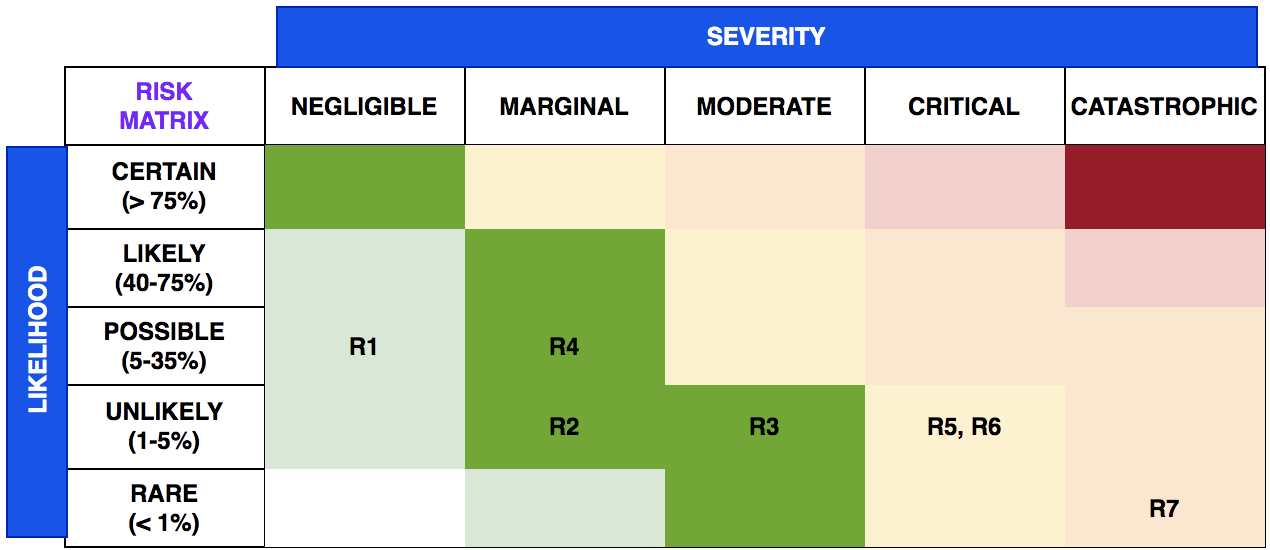 SEVERITY
RISK
MATRIX
NEGLIGIBLE
MARGINAL
MODERATE
CRITICAL
CATASTROPHIC
LIKELIHOOD
CERTAIN
(> 75%)
LIKELY
(40-75%)
POSSIBLE
(5-35%)
R1
R4
UNLIKELY
(1-5%)
R2
R3
R5, R6
RARE
(< 1%)
R7